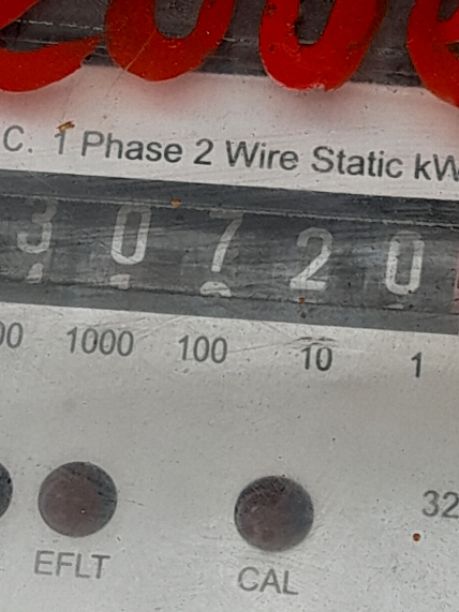 C. 1 Phase 2 Wire Static kW
3 0 7 2 0
00 1000 100 10 1
32
EFLT
CAL